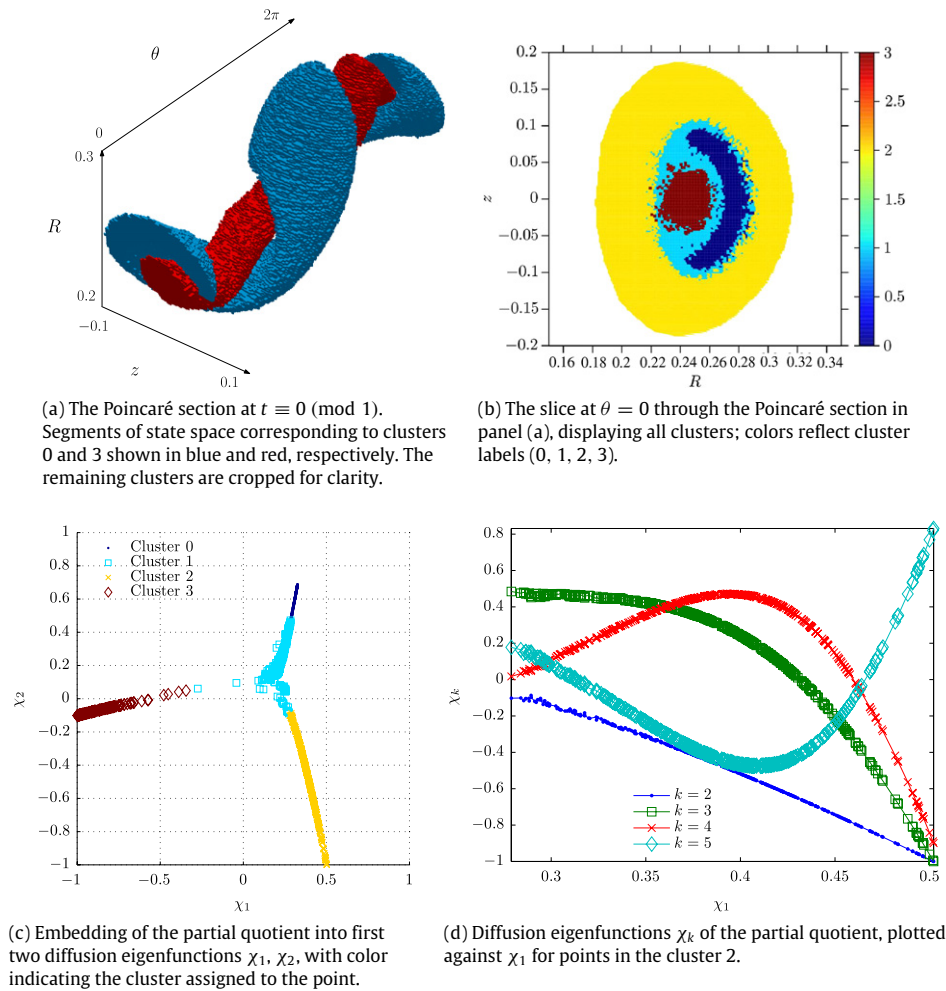 2π
θ
0
0.3
R
0.2
−0.1
z
0.1
0.2
0.15
0.1
0.05
0
−0.05
−0.1
−0.15
−0.2
z
0.16 0.18 0.2 0.22 0.24 0.26 0.28 0.3 0.32 0.34
R
3
2.5
2
1.5
1
0.5
0
(a) The Poincaré section at t ≡ 0 (mod 1).
Segments of state space corresponding to clusters
0 and 3 shown in blue and red, respectively. The
remaining clusters are cropped for clarity.
(b) The slice at θ = 0 through the Poincaré section in
panel (a), displaying all clusters; colors reflect cluster
labels (0, 1, 2, 3).
1
0.8
0.6
0.4
0.2
0
−0.2
−0.4
−0.6
−0.8
−1
χ2
Cluster 0
Cluster 1
Cluster 2
Cluster 3
−1 −0.5 0 0.5 1
χ1
0.8
0.6
0.4
0.2
0
−0.2
−0.4
−0.6
−0.8
−1
χk
k = 2
k = 3
k = 4
k = 5
0.3 0.35 0.4 0.45 0.5
χ1
(c) Embedding of the partial quotient into first
two diffusion eigenfunctions χ1, χ2, with color
indicating the cluster assigned to the point.
(d) Diffusion eigenfunctions χk of the partial quotient, plotted
against χ1 for points in the cluster 2.